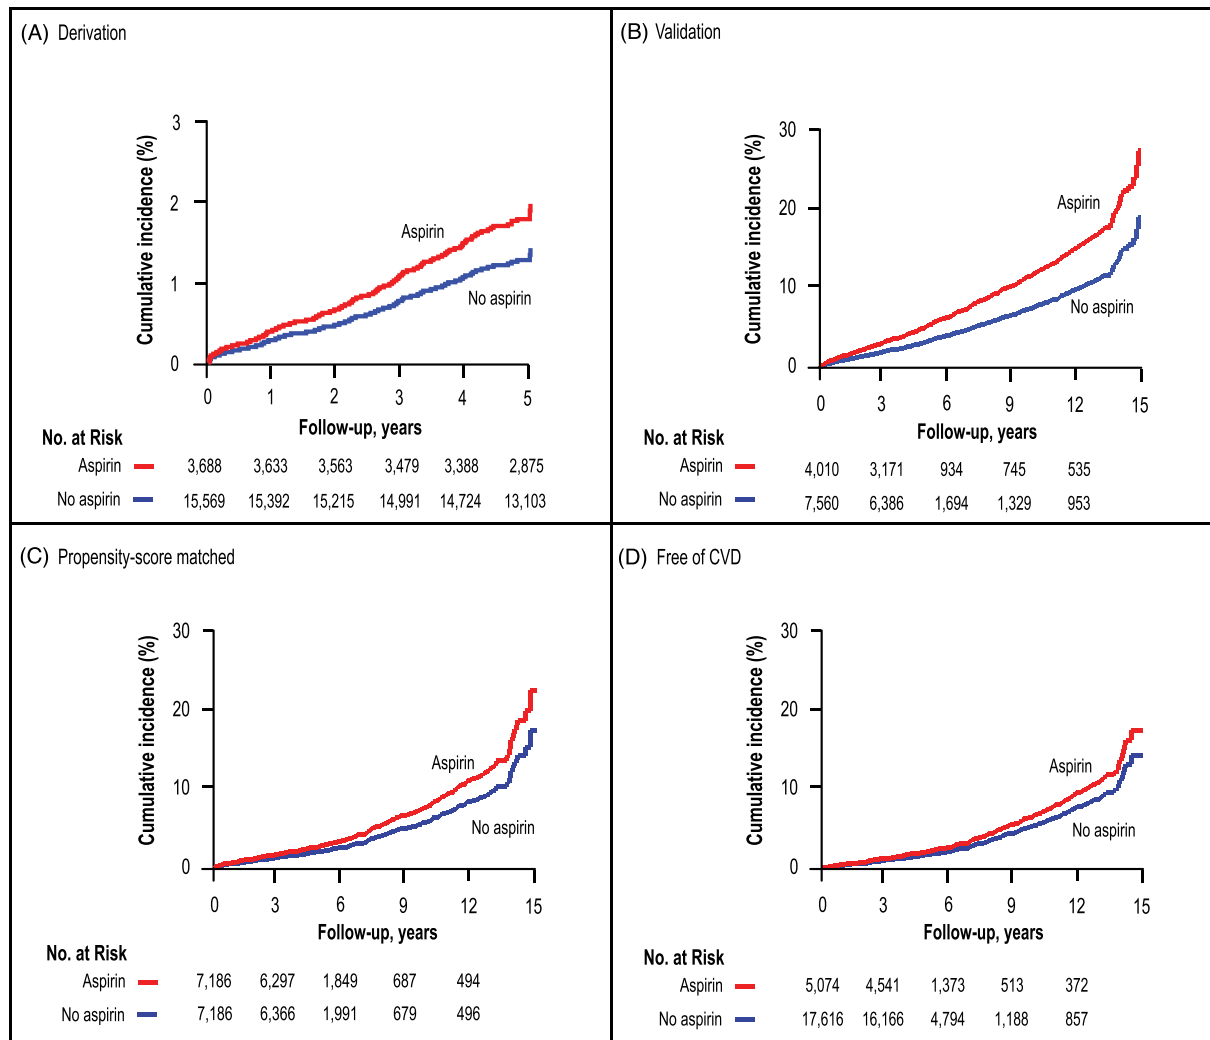 (A) Derivation
3
2
1
0
Cumulative incidence (%)
Aspirin
No aspirin
0 1 2 3 4 5
Follow-up, years
No. at Risk
Aspirin 3,688 3,633 3,563 3,479 3,388 2,875
No aspirin 15,569 15,392 15,215 14,991 14,724 13,103
(B) Validation
30
20
10
0
Cumulative incidence (%)
Aspirin
No aspirin
0 3 6 9 12 15
Follow-up, years
No. at Risk
Aspirin 4,010 3,171 934 745 535
No aspirin 7,560 6,386 1,694 1,329 953
(C) Propensity-score matched
30
20
10
0
Cumulative incidence (%)
Aspirin
No aspirin
0 3 6 9 12 15
Follow-up, years
No. at Risk
Aspirin 7,186 6,297 1,849 687 494
No aspirin 7,186 6,366 1,991 679 496
(D) Free of CVD
30
20
10
0
Cumulative incidence (%)
Aspirin
No aspirin
0 3 6 9 12 15
Follow-up, years
No. at Risk
Aspirin 5,074 4,541 1,373 513 372
No aspirin 17,616 16,166 4,794 1,188 857